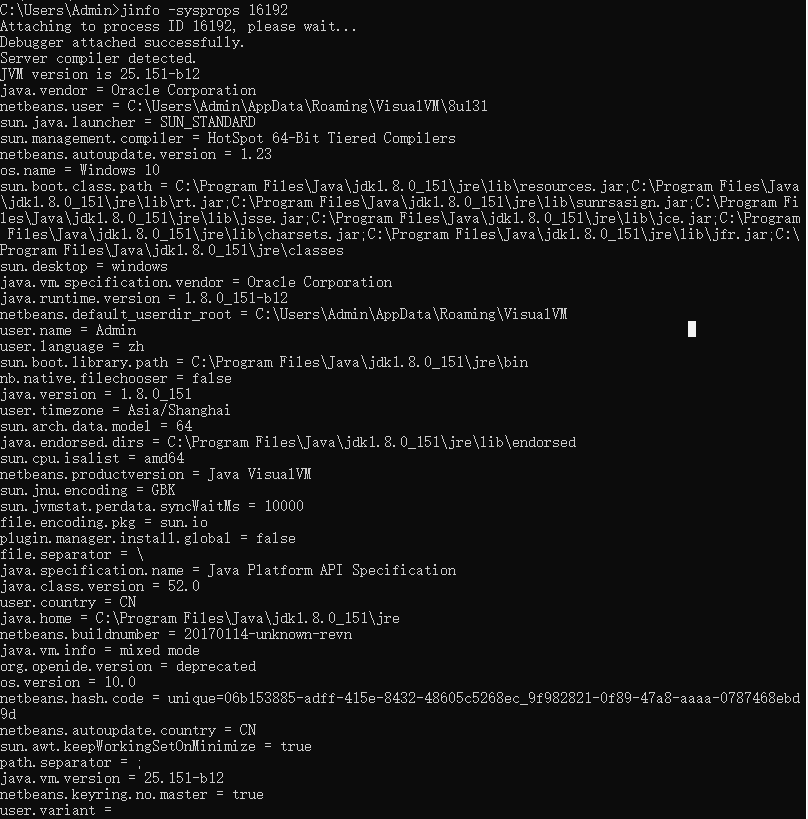 C:\Users\Admin>jinfo -sysprops 16192
Attaching to process ID 16192, please wait...
Debugger attached successfully.
Server compiler detected.
JVM version is 25.151-b12
java.vendor = Oracle Corporation
netbeans.user = C:\Users\Admin\AppData\Roaming\VisualVM\8u131
sun.java.launcher = SUN_STANDARD
sun.management.compiler = HotSpot 64-Bit Tiered Compilers
netbeans.autoupdate.version = 1.23
os.name = Windows 10
sun.boot.class.path = C:\Program Files\Java\jdk1.8.0_151\jre\lib\resources.jar;C:\Program Files\Java
\jdk1.8.0_151\jre\lib\rt.jar;C:\Program Files\Java\jdk1.8.0_151\jre\lib\sunrsasign.jar;C:\Program Fi
les\Java\jdk1.8.0_151\jre\lib\jsse.jar;C:\Program Files\Java\jdk1.8.0_151\jre\lib\jce.jar;C:\Program
 Files\Java\jdk1.8.0_151\jre\lib\charsets.jar;C:\Program Files\Java\jdk1.8.0_151\jre\lib\jfr.jar;C:\
Program Files\Java\jdk1.8.0_151\jre\classes
sun.desktop = windows
java.vm.specification.vendor = Oracle Corporation
java.runtime.version = 1.8.0_151-b12
netbeans.default_userdir_root = C:\Users\Admin\AppData\Roaming\VisualVM
user.name = Admin
user.language = zh
sun.boot.library.path = C:\Program Files\Java\jdk1.8.0_151\jre\bin
nb.native.filechooser = false
java.version = 1.8.0_151
user.timezone = Asia/Shanghai
sun.arch.data.model = 64
java.endorsed.dirs = C:\Program Files\Java\jdk1.8.0_151\jre\lib\endorsed
sun.cpu.isalist = amd64
netbeans.productversion = Java VisualVM
sun.jnu.encoding = GBK
sun.jvmstat.perdata.syncWaitMs = 10000
file.encoding.pkg = sun.io
plugin.manager.install.global = false
file.separator = \
java.specification.name = Java Platform API Specification
java.class.version = 52.0
user.country = CN
java.home = C:\Program Files\Java\jdk1.8.0_151\jre
netbeans.buildnumber = 20170114-unknown-revn
java.vm.info = mixed mode
org.openide.version = deprecated
os.version = 10.0
netbeans.hash.code = unique=06b153885-adff-415e-8432-48605c5268ec_9f982821-0f89-47a8-aaaa-0787468ebd
9d
netbeans.autoupdate.country = CN
sun.awt.keepWorkingSetOnMinimize = true
path.separator = ;
java.vm.version = 25.151-b12
netbeans.keyring.no.master = true
user.variant =